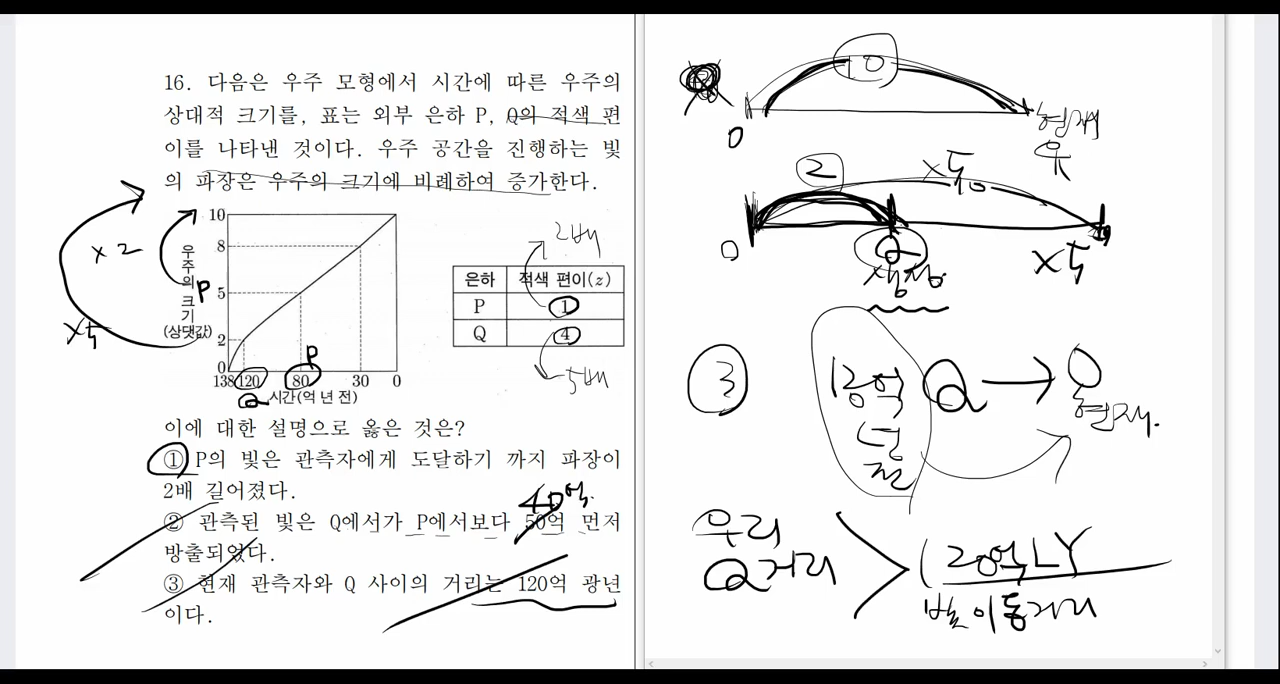 16. 다음은 우주 모형에서 시간에 따른 우주의
상대적 크기를, 표는 외부 은하 P, Q의 적색 편
이를 나타낸 것이다. 우주 공간을 진행하는 빛
의 파장은 우주의 크기에 비례하여 증가한다.
10
8
5
2
0
우주의 크기
(상댓값)
138 120 80 30 0
시간(억 년 전)
×2
×5
P
P
Q
2배
은하 적색 편이(z)
P 1
Q 4
5배
이에 대한 설명으로 옳은 것은?
① P의 빛은 관측자에게 도달하기 까지 파장이
2배 길어졌다.
40억.
② 관측된 빛은 Q에서가 P에서보다 50억 먼저
방출되었다.
③ 현재 관측자와 Q 사이의 거리는 120억 광년
이다.
10
0
현재
우
2
×5
0
Q
×5
3
120억
년
전
Q → 0
현재.
우리
Q거리 > 120억LY
빛이동거리